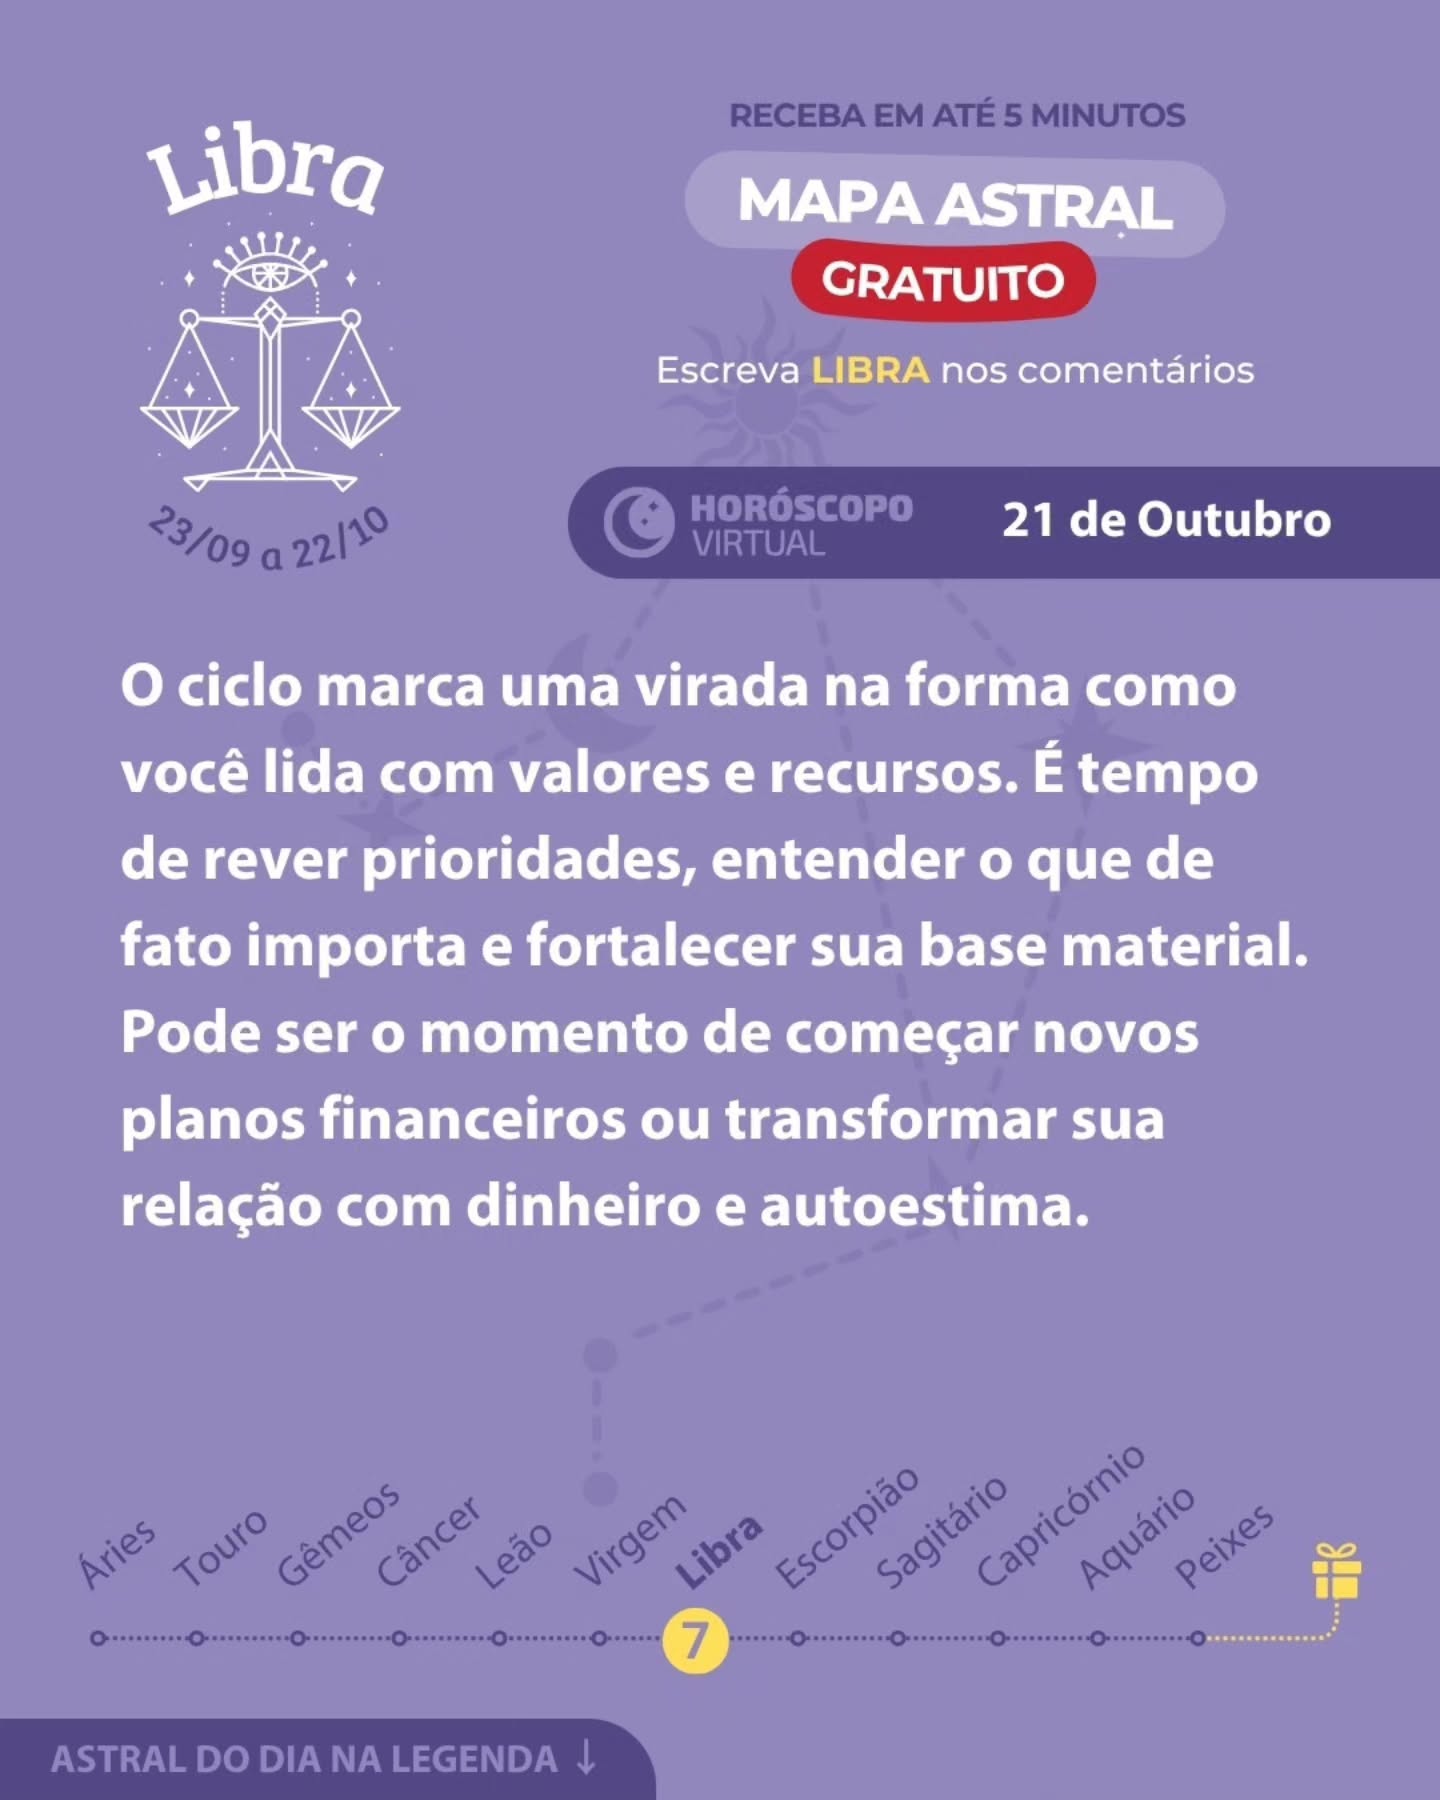 Libra
23/09 a 22/10
RECEBA EM ATÉ 5 MINUTOS
MAPA ASTRAL
GRATUITO
Escreva LIBRA nos comentários
HORÓSCOPO
VIRTUAL
21 de Outubro
O ciclo marca uma virada na forma como
você lida com valores e recursos. É tempo
de rever prioridades, entender o que de
fato importa e fortalecer sua base material.
Pode ser o momento de começar novos
planos financeiros ou transformar sua
relação com dinheiro e autoestima.
Áries
Touro
Gêmeos
Câncer
Leão
Virgem
Libra
Escorpião
Sagitário
Capricórnio
Aquário
Peixes
7
ASTRAL DO DIA NA LEGENDA ↓